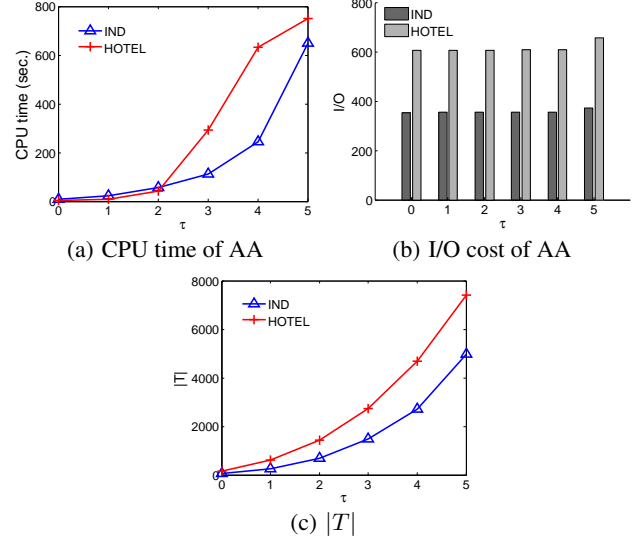 800
600
400
200
0
CPU time (sec.)
IND
HOTEL
0 1 2 3 4 5
τ
(a) CPU time of AA
800
600
400
200
0
I/O
IND
HOTEL
0 1 2 3 4 5
τ
(b) I/O cost of AA
8000
6000
4000
2000
0
|T|
IND
HOTEL
0 1 2 3 4 5
τ
(c) |T|